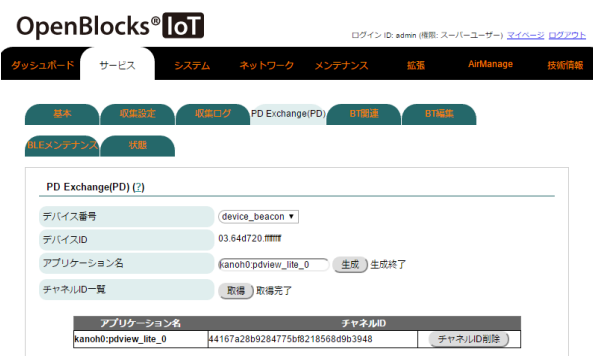 OpenBlocks® IoT
ログイン ID: admin (権限: スーパーユーザー) マイページ ログアウト
ダッシュボード サービス システム ネットワーク メンテナンス 拡張 AirManage 技術情報
基本 収集設定 収集ログ PD Exchange(PD) BT関連 BT編集
BLEメンテナンス 状態
PD Exchange(PD) (?)
デバイス番号 device_beacon ▼
デバイスID 03.64d720.ffffffff
アプリケーション名 kanoh0:pdview_lite_0 生成 生成終了
チャネルID一覧 取得 取得完了
アプリケーション名 チャネルID
kanoh0:pdview_lite_0 44167a28b9284775bf8218568d9b3948 チャネルID削除